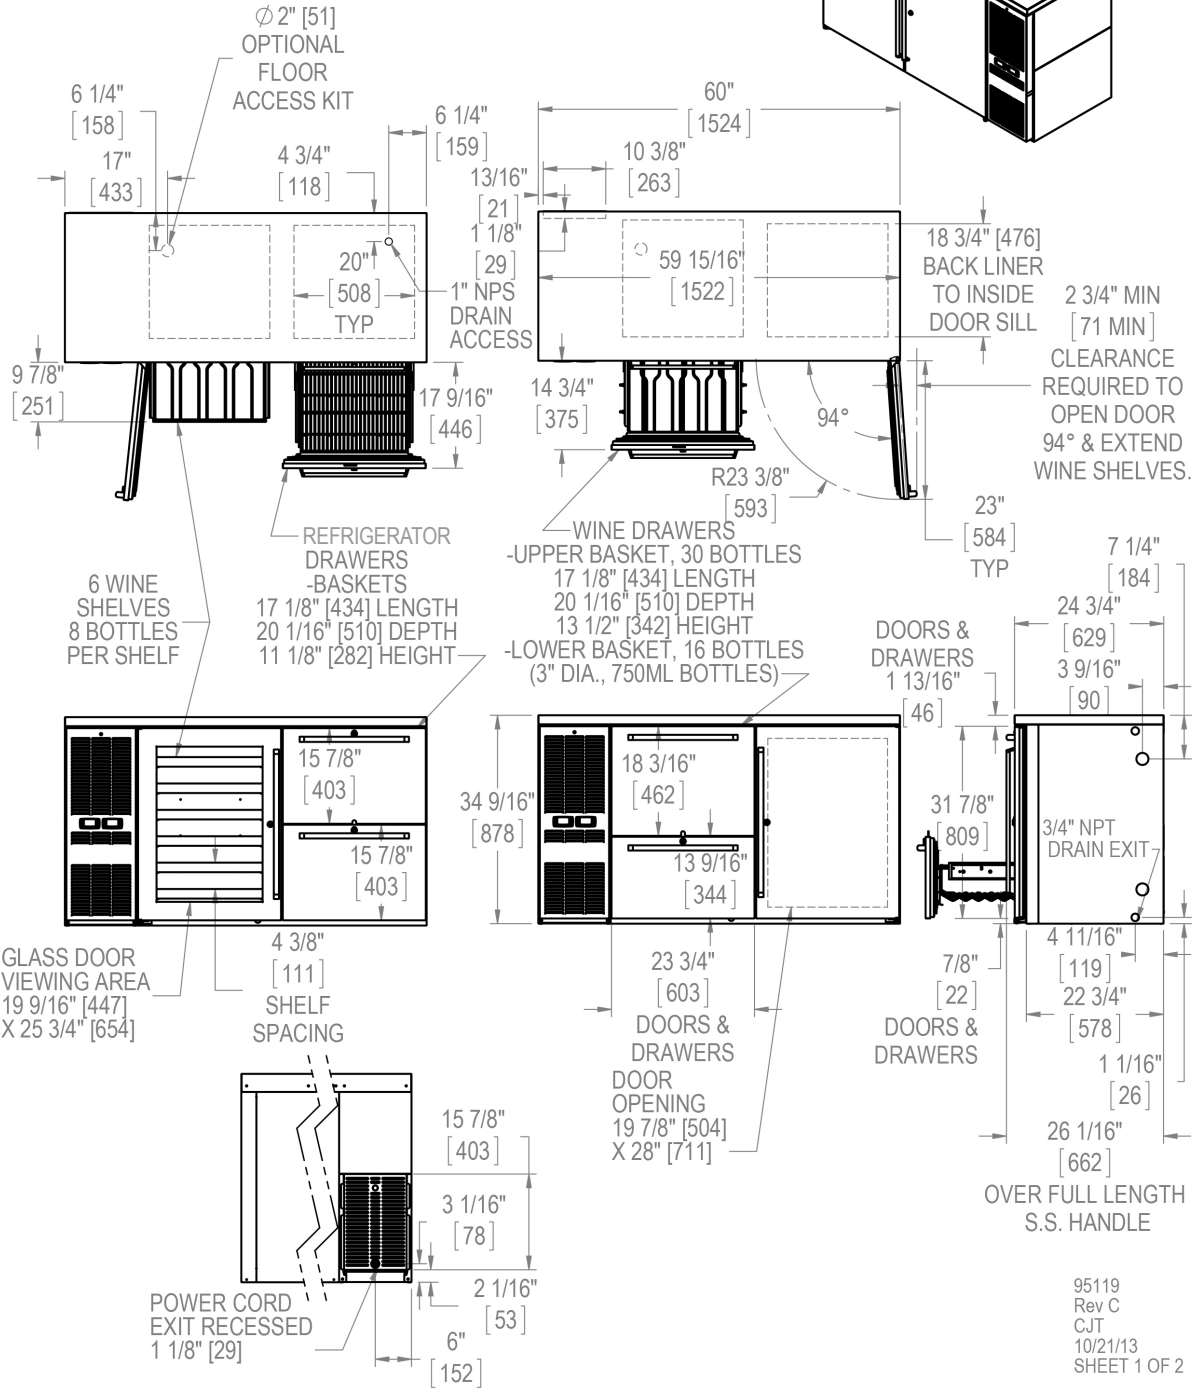 ∅ 2" [51]
OPTIONAL
FLOOR
ACCESS KIT
6 1/4"
[158]
17"
[433]
4 3/4"
[118]
6 1/4"
[159]
20"
[508]
TYP
1" NPS
DRAIN
ACCESS
9 7/8"
[251]
17 9/16"
[446]
60"
[1524]
10 3/8"
[263]
13/16"
[21]
1 1/8"
[29]
59 15/16"
[1522]
18 3/4" [476]
BACK LINER
TO INSIDE
DOOR SILL
2 3/4" MIN
[71 MIN]
CLEARANCE
REQUIRED TO
OPEN DOOR
94° & EXTEND
WINE SHELVES.
14 3/4"
[375]
94°
R23 3/8"
[593]
23"
[584]
TYP
REFRIGERATOR
DRAWERS
-BASKETS
17 1/8" [434] LENGTH
20 1/16" [510] DEPTH
11 1/8" [282] HEIGHT
6 WINE
SHELVES
8 BOTTLES
PER SHELF
WINE DRAWERS
-UPPER BASKET, 30 BOTTLES
17 1/8" [434] LENGTH
20 1/16" [510] DEPTH
13 1/2" [342] HEIGHT
-LOWER BASKET, 16 BOTTLES
(3" DIA., 750ML BOTTLES)
7 1/4"
[184]
24 3/4"
[629]
3 9/16"
[90]
DOORS &
DRAWERS
1 13/16"
[46]
15 7/8"
[403]
15 7/8"
[403]
34 9/16"
[878]
18 3/16"
[462]
13 9/16"
[344]
31 7/8"
[809]
3/4" NPT
DRAIN EXIT
GLASS DOOR
VIEWING AREA
19 9/16" [447]
X 25 3/4" [654]
4 3/8"
[111]
SHELF
SPACING
23 3/4"
[603]
DOORS &
DRAWERS
DOOR
OPENING
19 7/8" [504]
X 28" [711]
7/8"
[22]
DOORS &
DRAWERS
4 11/16"
[119]
22 3/4"
[578]
1 1/16"
[26]
26 1/16"
[662]
OVER FULL LENGTH
S.S. HANDLE
15 7/8"
[403]
3 1/16"
[78]
2 1/16"
[53]
6"
[152]
POWER CORD
EXIT RECESSED
1 1/8" [29]
95119
Rev C
CJT
10/21/13
SHEET 1 OF 2